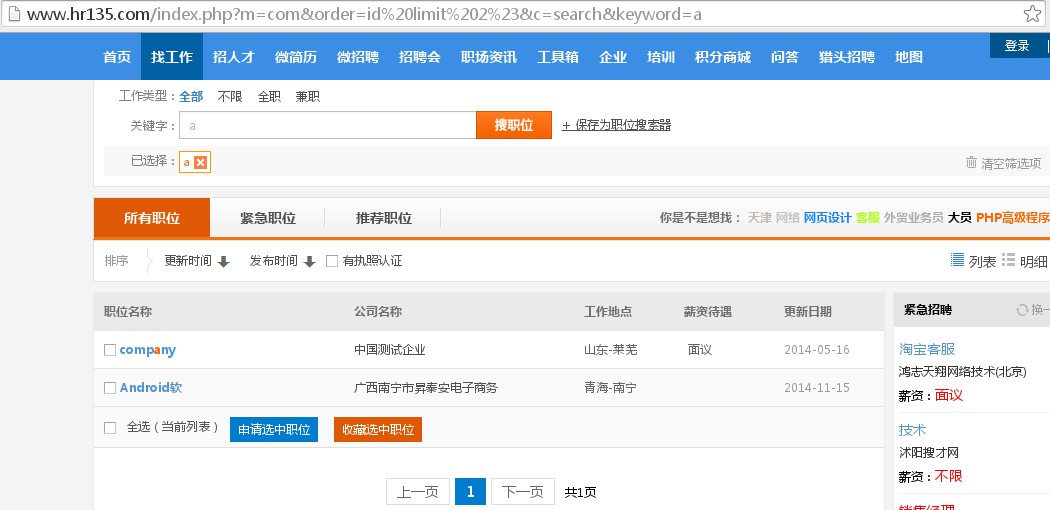 www.hr135.com/index.php?m=com&order=id%20limit%202%23&c=search&keyword=a
首页 找工作 招人才 微简历 微招聘 招聘会 职场资讯 工具箱 企业 培训 积分商城 问答 猎头招聘 地图 登录
工作类型： 全部 不限 全职 兼职
关键字： a 搜职位 + 保存为职位搜索器
已选择： a 清空筛选项
所有职位 紧急职位 推荐职位 你是不是想找： 天津 网络 网页设计 客服 外贸业务员 大员 PHP高级程序
排序 更新时间 发布时间 有执照认证 列表 明细
职位名称 公司名称 工作地点 薪资待遇 更新日期
company 中国测试企业 山东-莱芜 面议 2014-05-16
Android软 广西南宁市昇泰安电子商务 青海-南宁 2014-11-15
全选（当前列表） 申请选中职位 收藏选中职位
上一页 1 下一页 共1页
紧急招聘 换一
淘宝客服
鸿志天翔网络技术(北京)
薪资：面议
技术
沭阳搜才网
薪资：不限
销售经理